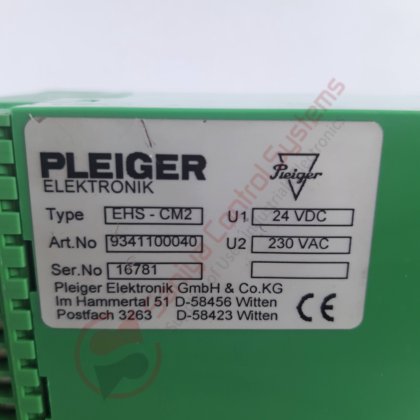 PLEIGER
ELEKTRONIK
Pleiger
Type EHS - CM2 U1 24 VDC
Art.No 9341100040 U2 230 VAC
Ser.No 16781
Pleiger Elektronik GmbH & Co.KG
Im Hammertal 51 D-58456 Witten
Postfach 3263 D-58423 Witten
CE